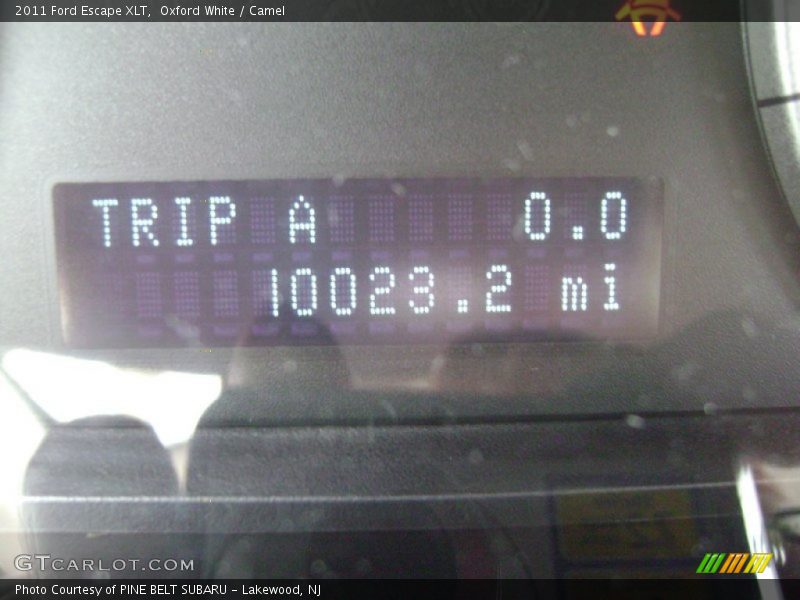 2011 Ford Escape XLT,  Oxford White / Camel
TRIP A 0.0
10023.2 mi
GTCARLOT.COM
Photo Courtesy of PINE BELT SUBARU - Lakewood, NJ